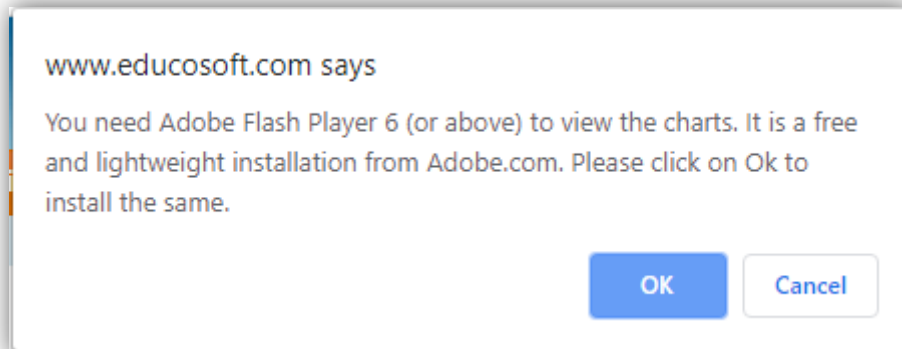 www.educosoft.com says
You need Adobe Flash Player 6 (or above) to view the charts. It is a free
and lightweight installation from Adobe.com. Please click on Ok to
install the same.
OK
Cancel